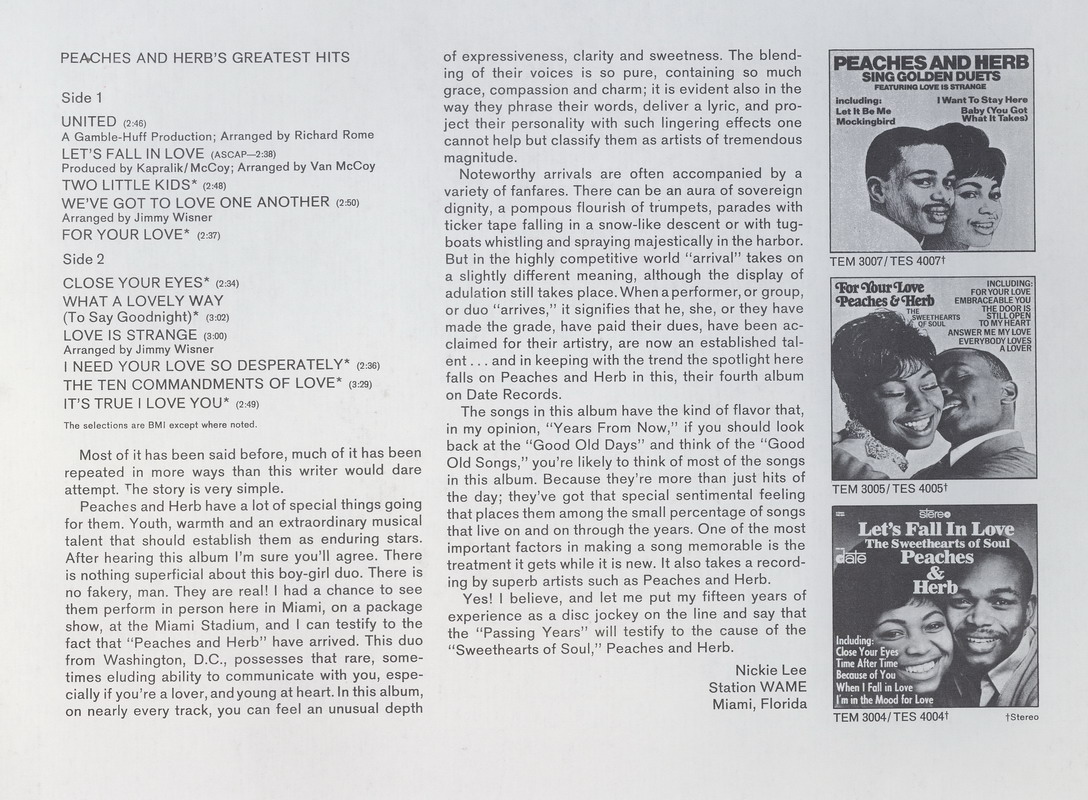 PEACHES AND HERB'S GREATEST HITS
Side 1
UNITED (2:46)
A Gamble-Huff Production; Arranged by Richard Rome
LET'S FALL IN LOVE (ASCAP—2:38)
Produced by Kapralik/McCoy; Arranged by Van McCoy
TWO LITTLE KIDS* (2:48)
WE'VE GOT TO LOVE ONE ANOTHER (2:50)
Arranged by Jimmy Wisner
FOR YOUR LOVE* (2:37)
Side 2
CLOSE YOUR EYES* (2:34)
WHAT A LOVELY WAY
(To Say Goodnight)* (3:02)
LOVE IS STRANGE (3:00)
Arranged by Jimmy Wisner
I NEED YOUR LOVE SO DESPERATELY* (2:36)
THE TEN COMMANDMENTS OF LOVE* (3:29)
IT'S TRUE I LOVE YOU* (2:49)
The selections are BMI except where noted.
Most of it has been said before, much of it has been
repeated in more ways than this writer would dare
attempt. The story is very simple.
Peaches and Herb have a lot of special things going
for them. Youth, warmth and an extraordinary musical
talent that should establish them as enduring stars.
After hearing this album I'm sure you'll agree. There
is nothing superficial about this boy-girl duo. There is
no fakery, man. They are real! I had a chance to see
them perform in person here in Miami, on a package
show, at the Miami Stadium, and I can testify to the
fact that "Peaches and Herb" have arrived. This duo
from Washington, D.C., possesses that rare, some-
times eluding ability to communicate with you, espe-
cially if you're a lover, and young at heart. In this album,
on nearly every track, you can feel an unusual depth
of expressiveness, clarity and sweetness. The blend-
ing of their voices is so pure, containing so much
grace, compassion and charm; it is evident also in the
way they phrase their words, deliver a lyric, and pro-
ject their personality with such lingering effects one
cannot help but classify them as artists of tremendous
magnitude.
Noteworthy arrivals are often accompanied by a
variety of fanfares. There can be an aura of sovereign
dignity, a pompous flourish of trumpets, parades with
ticker tape falling in a snow-like descent or with tug-
boats whistling and spraying majestically in the harbor.
But in the highly competitive world "arrival" takes on
a slightly different meaning, although the display of
adulation still takes place. When a performer, or group,
or duo "arrives," it signifies that he, she, or they have
made the grade, have paid their dues, have been ac-
claimed for their artistry, are now an established tal-
ent . . . and in keeping with the trend the spotlight here
falls on Peaches and Herb in this, their fourth album
on Date Records.
The songs in this album have the kind of flavor that,
in my opinion, "Years From Now," if you should look
back at the "Good Old Days" and think of the "Good
Old Songs," you're likely to think of most of the songs
in this album. Because they're more than just hits of
the day; they've got that special sentimental feeling
that places them among the small percentage of songs
that live on and on through the years. One of the most
important factors in making a song memorable is the
treatment it gets while it is new. It also takes a record-
ing by superb artists such as Peaches and Herb.
Yes! I believe, and let me put my fifteen years of
experience as a disc jockey on the line and say that
the "Passing Years" will testify to the cause of the
"Sweethearts of Soul," Peaches and Herb.
Nickie Lee
Station WAME
Miami, Florida
PEACHES AND HERB
SING GOLDEN DUETS
FEATURING LOVE IS STRANGE
including:
Let It Be Me
Mockingbird
I Want To Stay Here
Baby (You Got
What It Takes)
TEM 3007/TES 4007†
For Your Love
Peaches & Herb
THE
SWEETHEARTS
OF SOUL
INCLUDING:
FOR YOUR LOVE
EMBRACEABLE YOU
THE DOOR IS
STILL OPEN
TO MY HEART
ANSWER ME MY LOVE
EVERYBODY LOVES
A LOVER
TEM 3005/TES 4005†
stereo
Let's Fall In Love
The Sweethearts of Soul
date
Peaches
&
Herb
Including:
Close Your Eyes
Time After Time
Because of You
When I Fall in Love
I'm in the Mood for Love
TEM 3004/TES 4004†
†Stereo